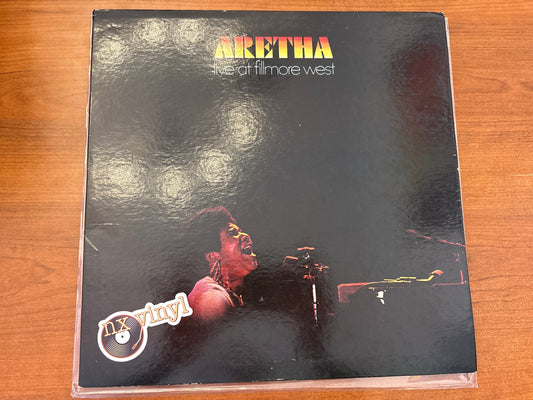 ARETHA
live at fillmore west
nx vinyl